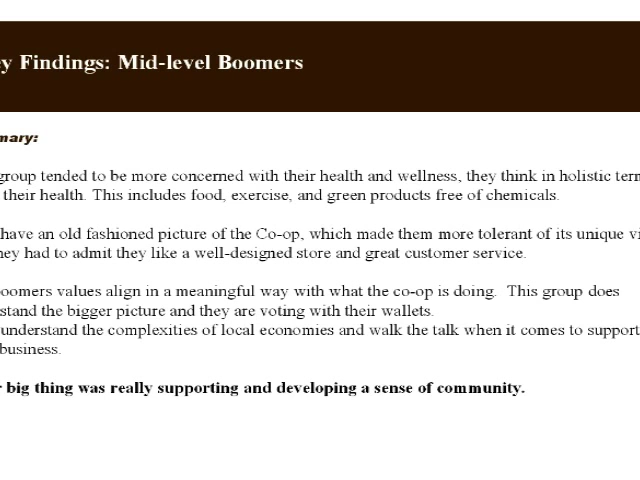 y Findings: Mid-level Boomers
mary:
group tended to be more concerned with their health and wellness, they think in holistic
their health. This includes food, exercise, and green products free of chemicals.
have an old fashioned picture of the Co-op, which made them more tolerant of its unique
hey had to admit they like a well-designed store and great customer service.
oomers values align in a meaningful way with what the co-op is doing. This group does
stand the bigger picture and they are voting with their wallets.
understand the complexities of local economies and walk the talk when it comes to support
business.
r big thing was really supporting and developing a sense of community.